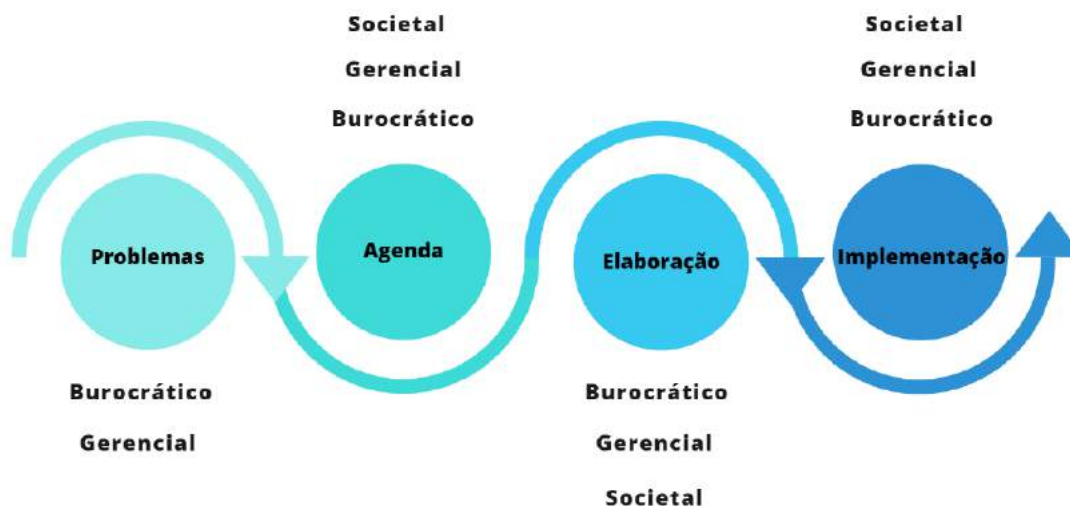 Societal
Gerencial
Burocrático
Societal
Gerencial
Burocrático
Problemas
Agenda
Elaboração
Implementação
Burocrático
Gerencial
Burocrático
Gerencial
Societal